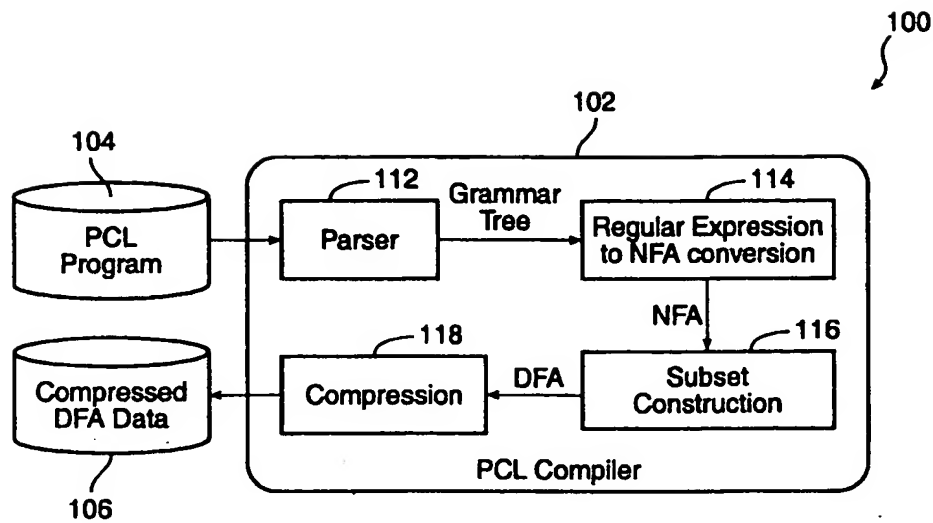 100
102
104
112
Grammar
Tree
114
PCL
Program
Parser
Regular Expression
to NFA conversion
NFA
116
118
Compressed
DFA Data
Compression
DFA
Subset
Construction
PCL Compiler
106